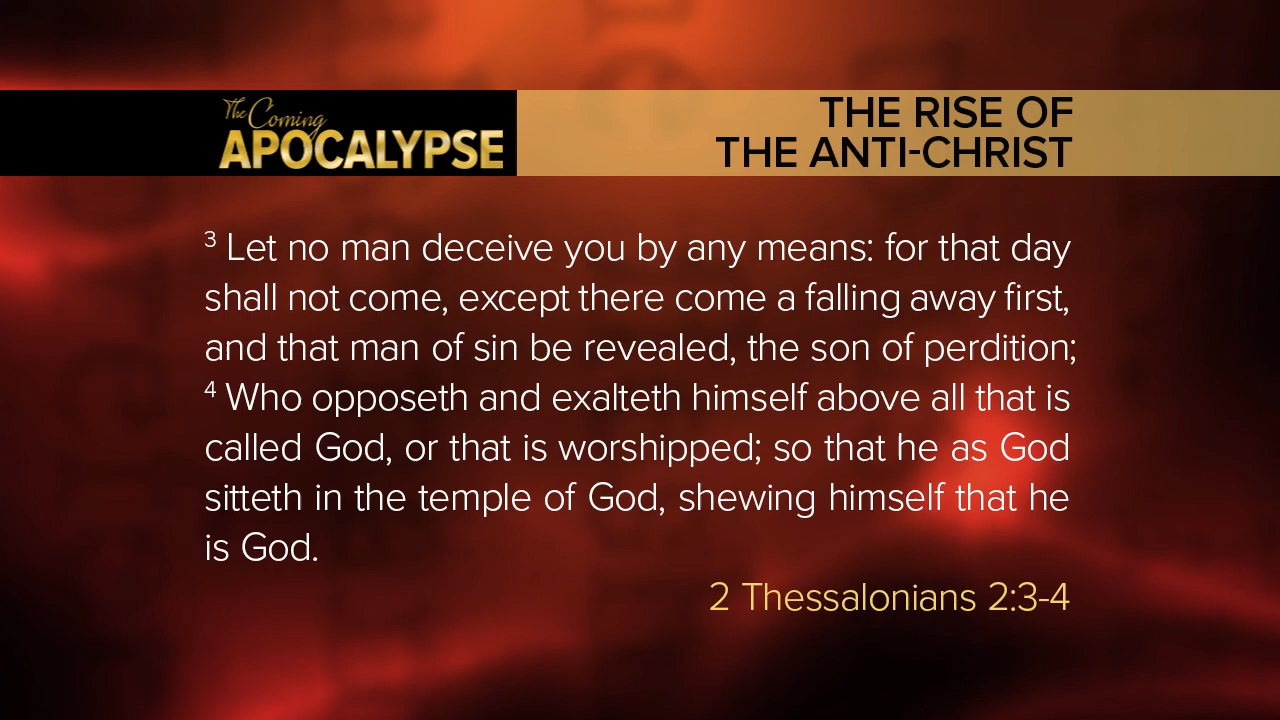 The Coming
APOCALYPSE
THE RISE OF
THE ANTI-CHRIST
3 Let no man deceive you by any means: for that day
shall not come, except there come a falling away first,
and that man of sin be revealed, the son of perdition;
4 Who opposeth and exalteth himself above all that is
called God, or that is worshipped; so that he as God
sitteth in the temple of God, shewing himself that he
is God.
2 Thessalonians 2:3-4